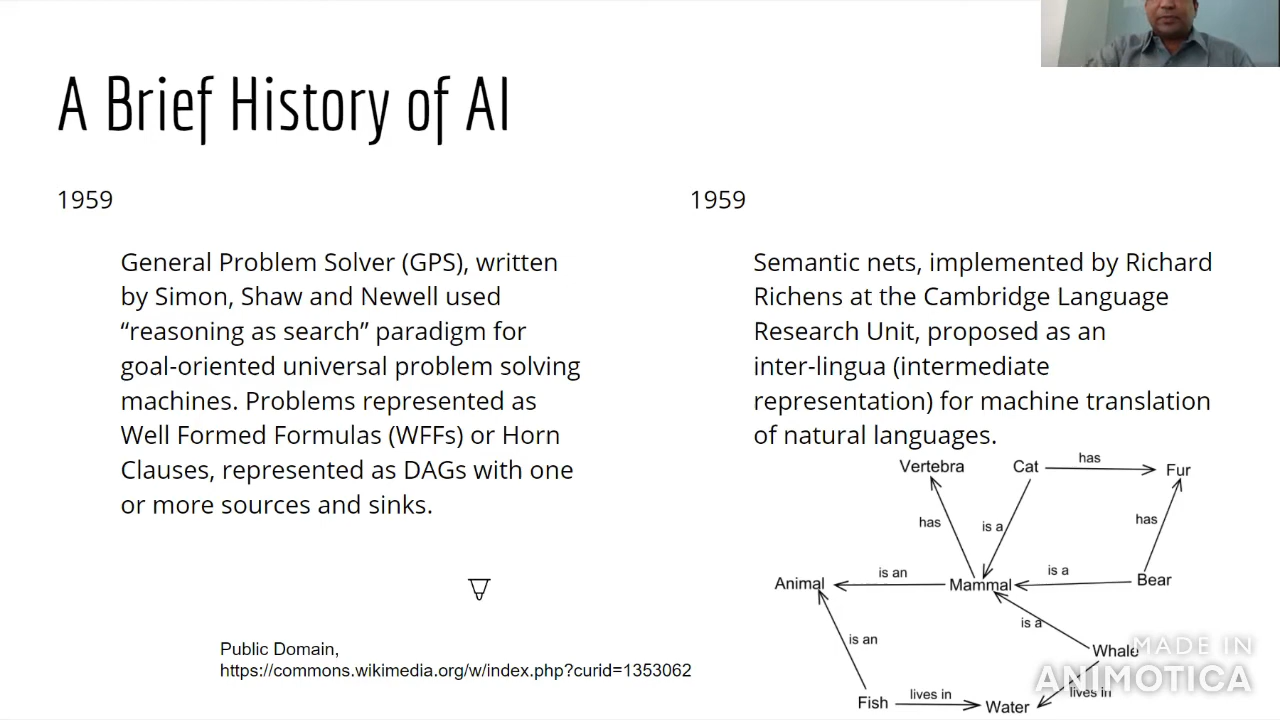 A Brief History of AI
1959
General Problem Solver (GPS), written
by Simon, Shaw and Newell used
“reasoning as search” paradigm for
goal-oriented universal problem solving
machines. Problems represented as
Well Formed Formulas (WFFs) or Horn
Clauses, represented as DAGs with one
or more sources and sinks.
Public Domain,
https://commons.wikimedia.org/w/index.php?curid=1353062
1959
Semantic nets, implemented by Richard
Richens at the Cambridge Language
Research Unit, proposed as an
inter-lingua (intermediate
representation) for machine translation
of natural languages.
Vertebra
Cat
has
Fur
has
is a
has
Animal
is an
Mammal
is a
Bear
is an
is a
Whale
Fish
lives in
Water
lives in
MADE IN
ANIMOTICA